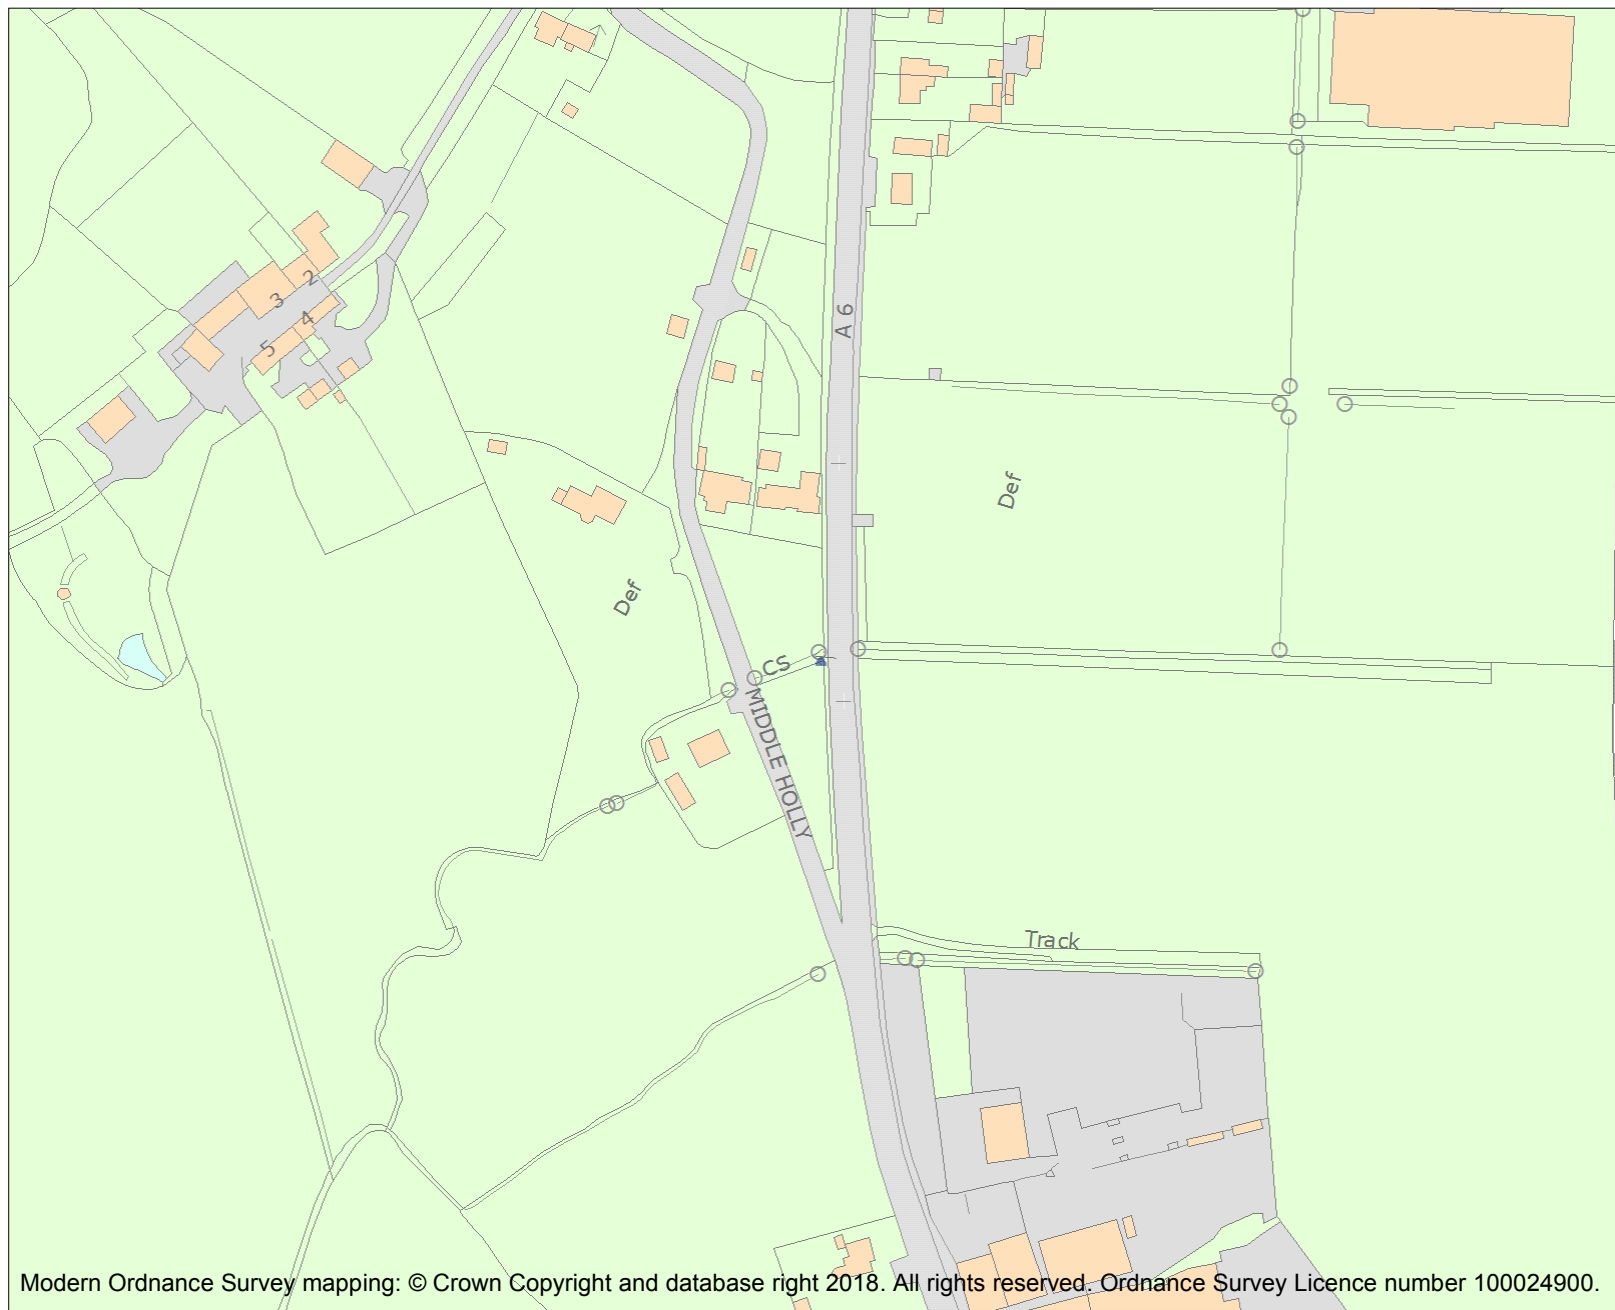 A 6
2
3
4
5
Def
Def
CS
MIDDLE HOLLY
Track
Modern Ordnance Survey mapping: © Crown Copyright and database right 2018. All rights reserved. Ordnance Survey Licence number 100024900.